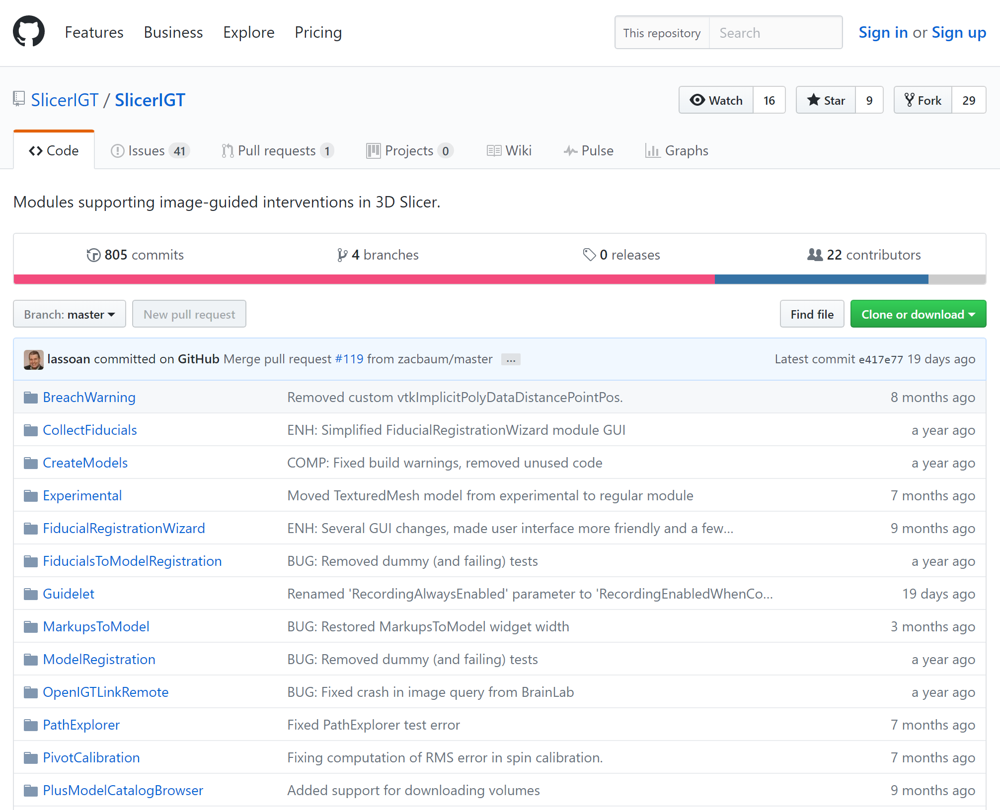 Features Business Explore Pricing This repository Search Sign in or Sign up
SlicerIGT / SlicerIGT Watch 16 Star 9 Fork 29
Code Issues 41 Pull requests 1 Projects 0 Wiki Pulse Graphs
Modules supporting image-guided interventions in 3D Slicer.
805 commits 4 branches 0 releases 22 contributors
Branch: master New pull request Find file Clone or download
lassoan committed on GitHub Merge pull request #119 from zacbaum/master ... Latest commit e417e77 19 days ago
BreachWarning Removed custom vtkImplicitPolyDataDistancePointPos. 8 months ago
CollectFiducials ENH: Simplified FiducialRegistrationWizard module GUI a year ago
CreateModels COMP: Fixed build warnings, removed unused code a year ago
Experimental Moved TexturedMesh model from experimental to regular module 7 months ago
FiducialRegistrationWizard ENH: Several GUI changes, made user interface more friendly and a few... 9 months ago
FiducialsToModelRegistration BUG: Removed dummy (and failing) tests a year ago
Guidelet Renamed 'RecordingAlwaysEnabled' parameter to 'RecordingEnabledWhenCo... 19 days ago
MarkupsToModel BUG: Restored MarkupsToModel widget width 3 months ago
ModelRegistration BUG: Removed dummy (and failing) tests a year ago
OpenIGTLinkRemote BUG: Fixed crash in image query from BrainLab a year ago
PathExplorer Fixed PathExplorer test error 7 months ago
PivotCalibration Fixing computation of RMS error in spin calibration. 7 months ago
PlusModelCatalogBrowser Added support for downloading volumes 9 months ago